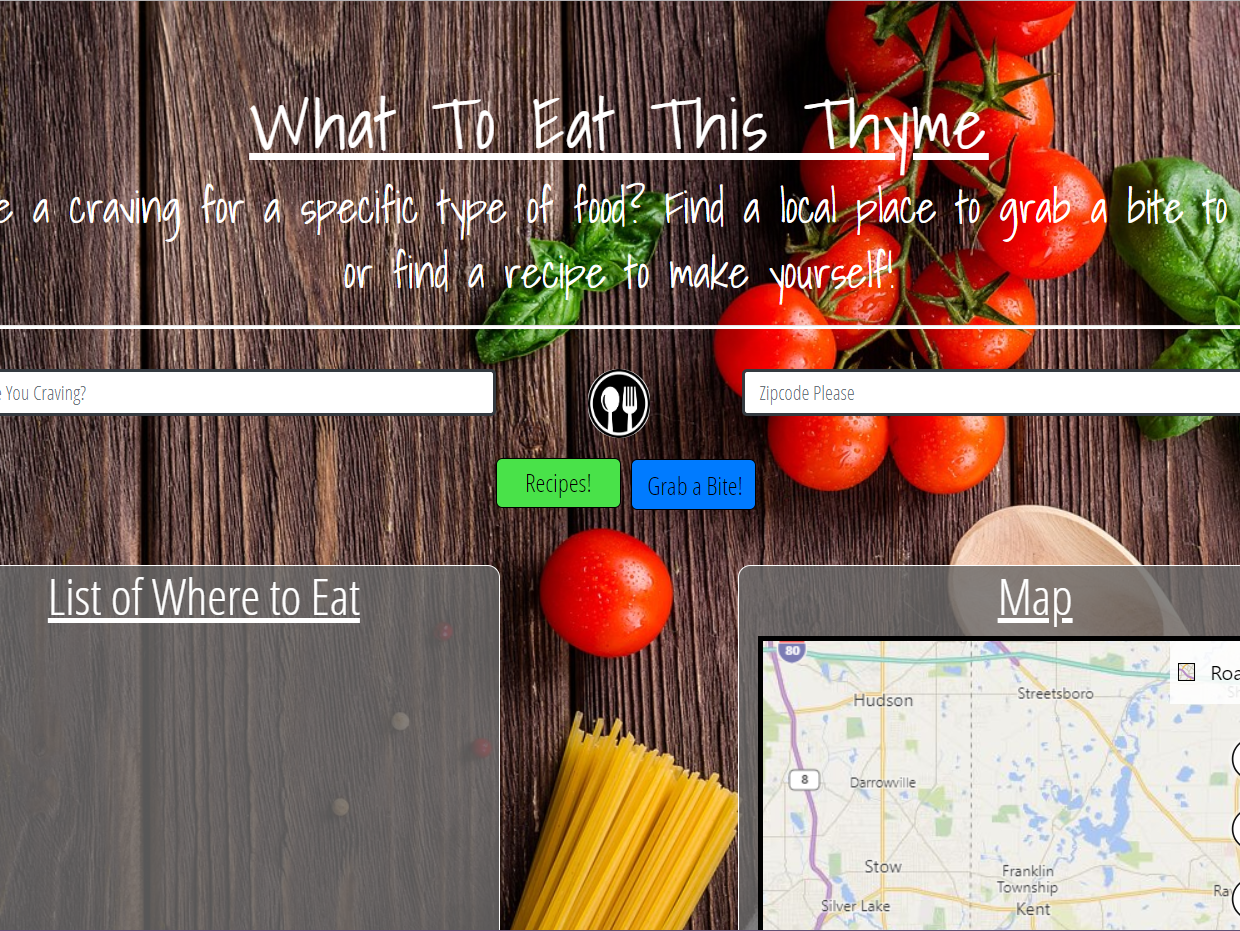 What To Eat This Thyme
e a craving for a specific type of food? Find a local place to grab a bite to
or find a recipe to make yourself!
e You Craving?
Zipcode Please
Recipes!
Grab a Bite!
List of Where to Eat
Map
80
Roa
Hudson
Streetsboro
8
Darrowville
Stow
Franklin
Township
Ra
Silver Lake
Kent